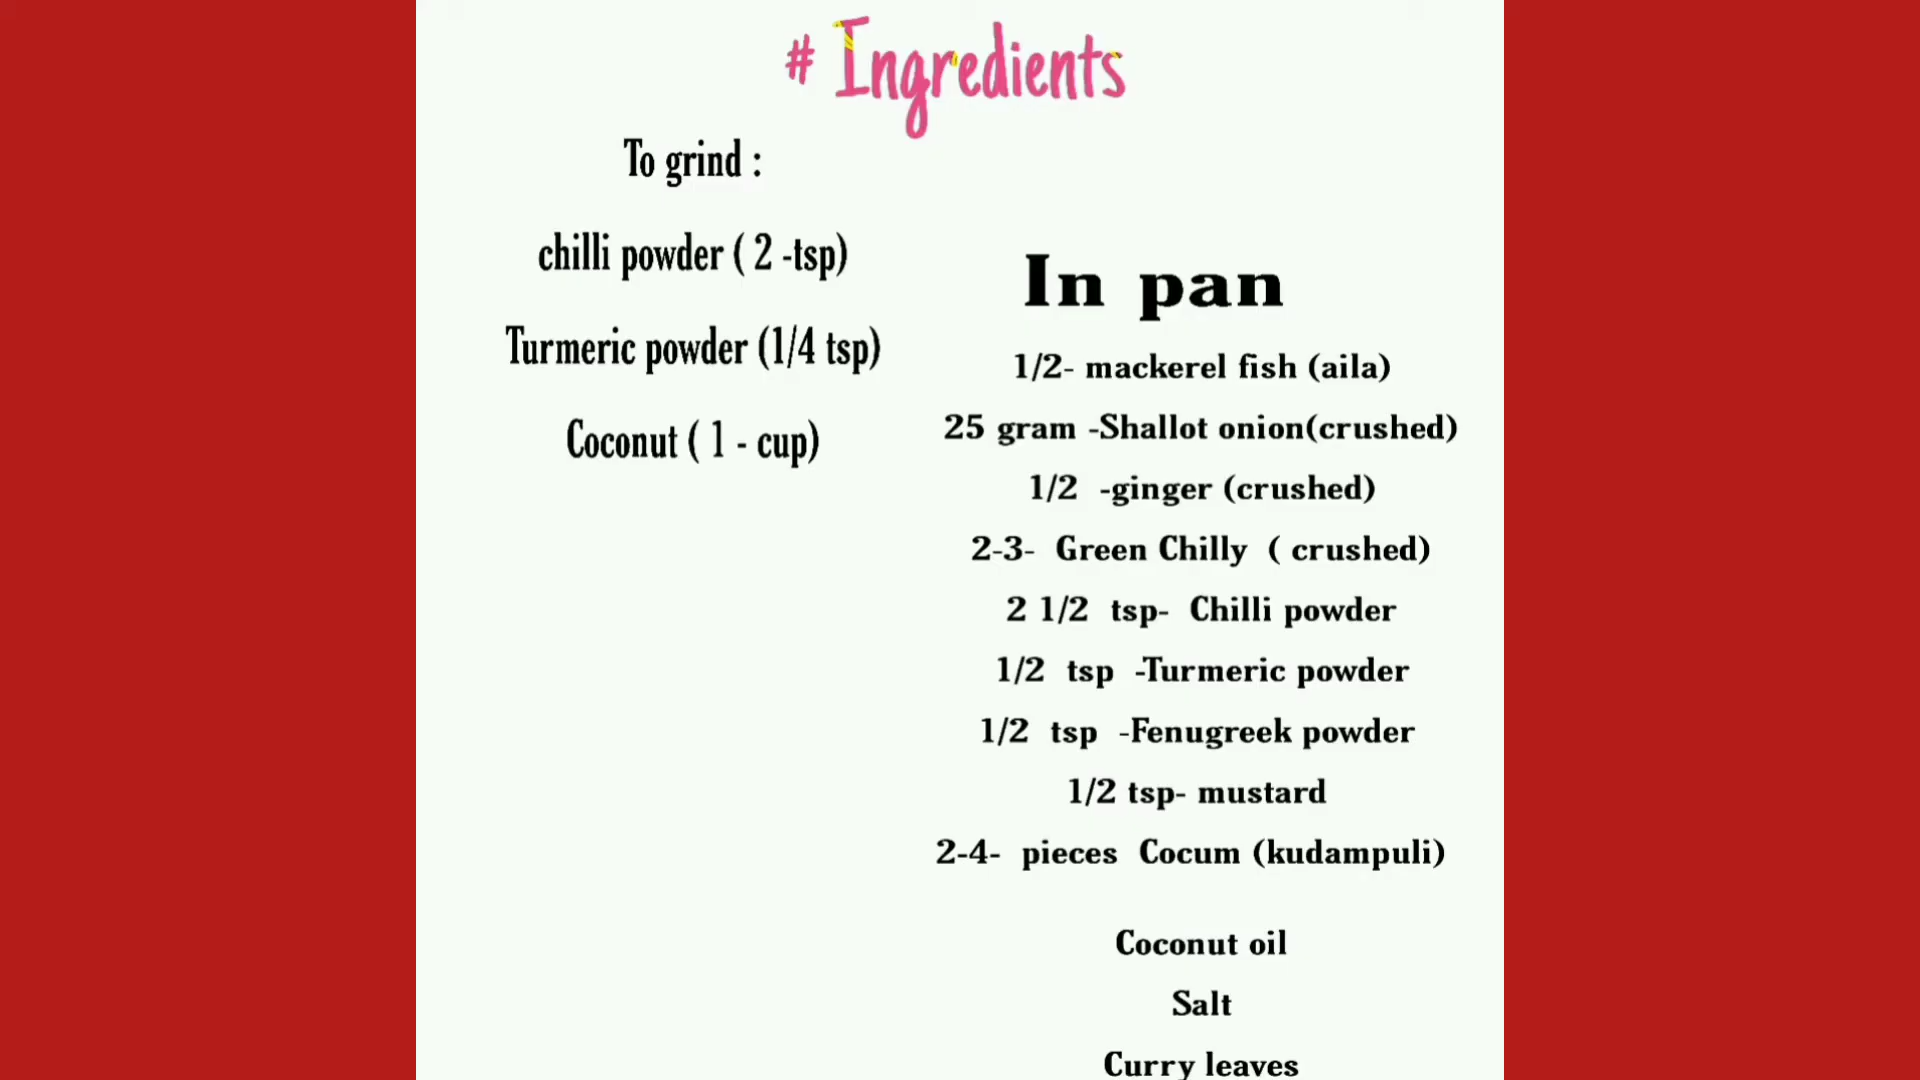 # Ingredients
To grind :
chilli powder ( 2 -tsp)
Turmeric powder (1/4 tsp)
Coconut ( 1 - cup)
In pan
1/2- mackerel fish (aila)
25 gram -Shallot onion(crushed)
1/2 -ginger (crushed)
2-3- Green Chilly ( crushed)
2 1/2 tsp- Chilli powder
1/2 tsp -Turmeric powder
1/2 tsp -Fenugreek powder
1/2 tsp- mustard
2-4- pieces Cocum (kudampuli)
Coconut oil
Salt
Curry leaves